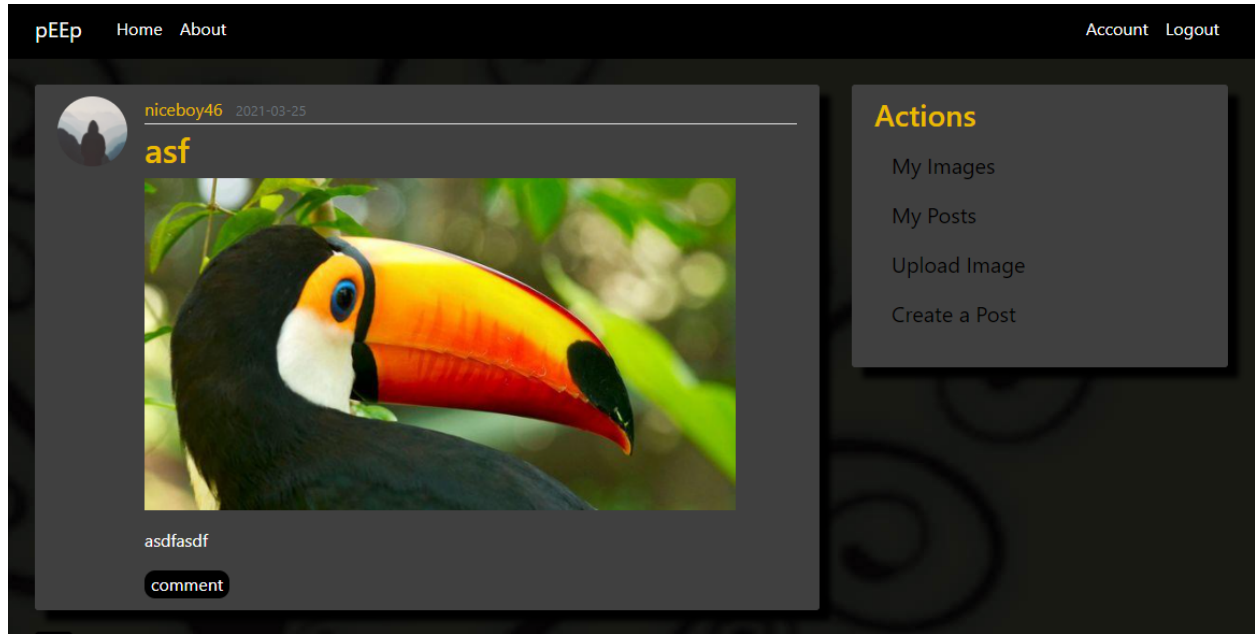 pEEp Home About Account Logout
niceboy46 2021-03-25
asf
asdfasdf
comment
Actions
My Images
My Posts
Upload Image
Create a Post